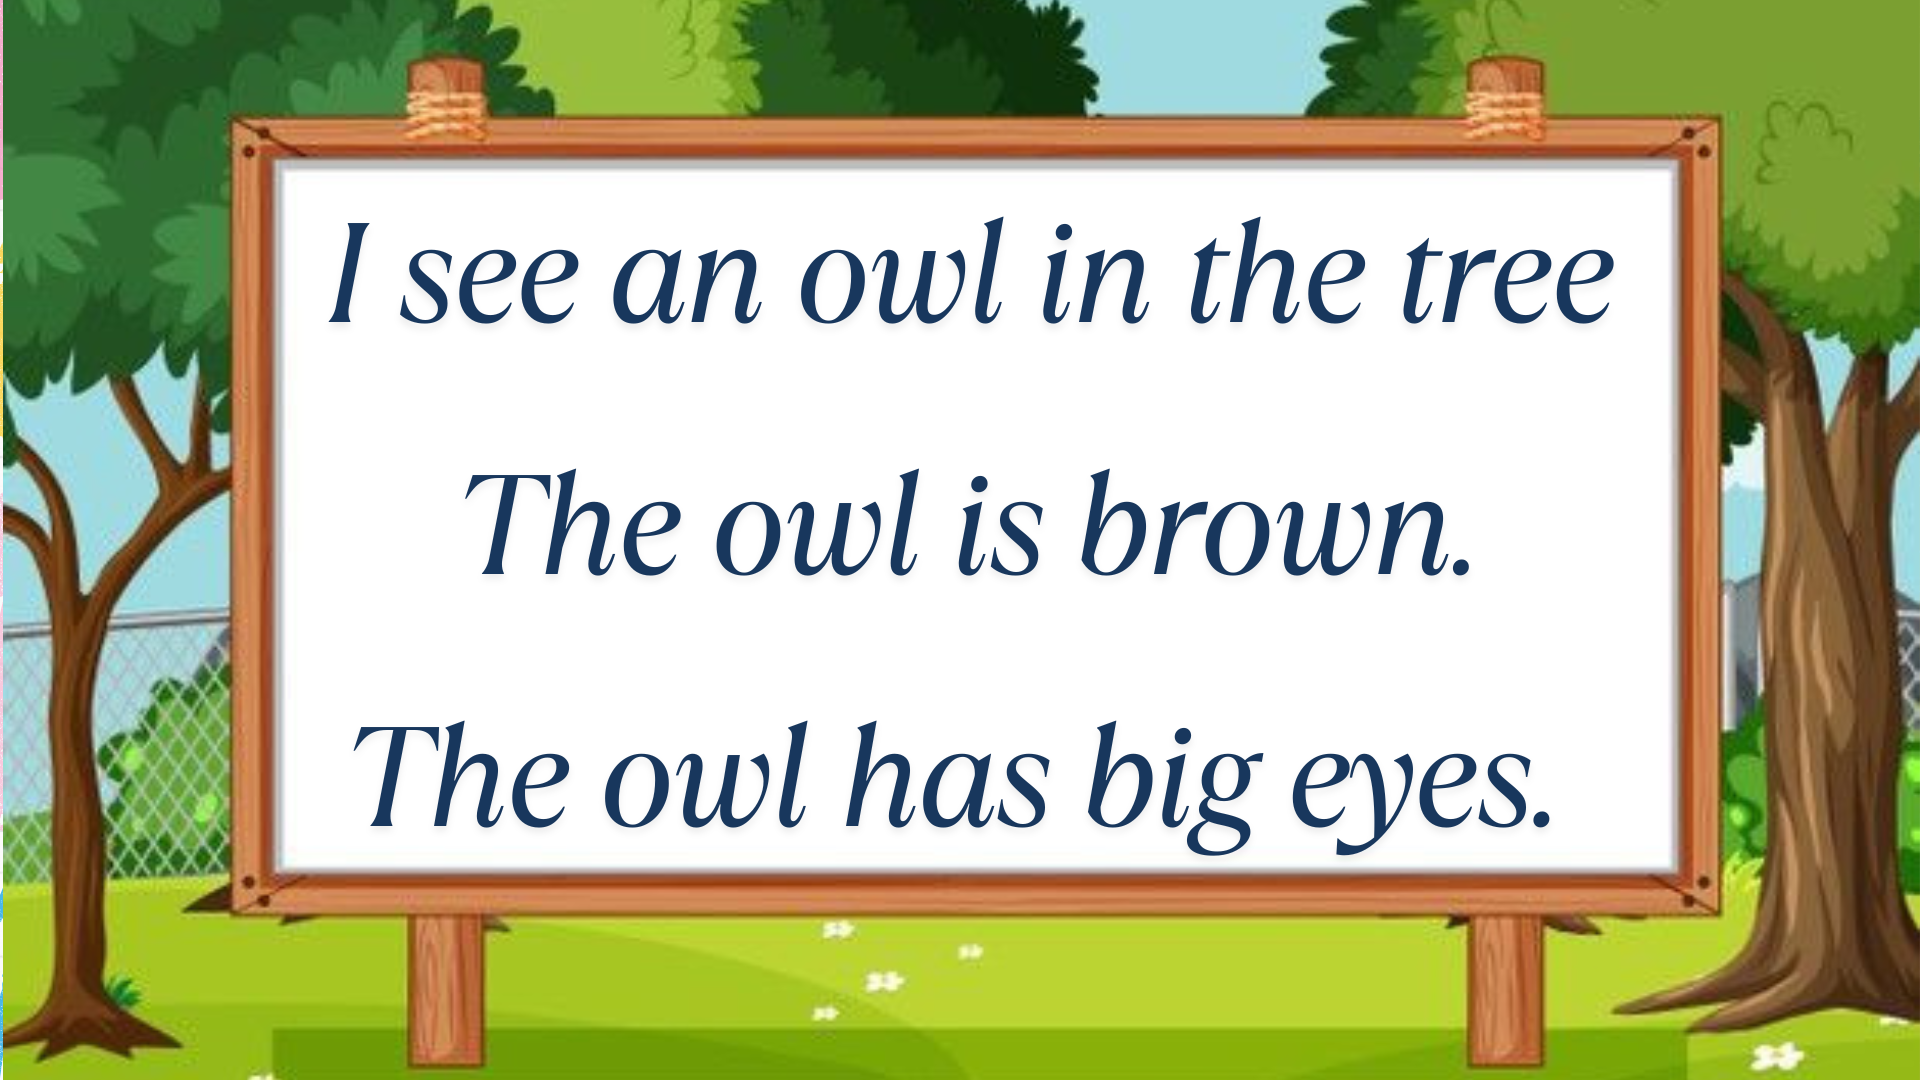 I see an owl in the tree
The owl is brown.
The owl has big eyes.